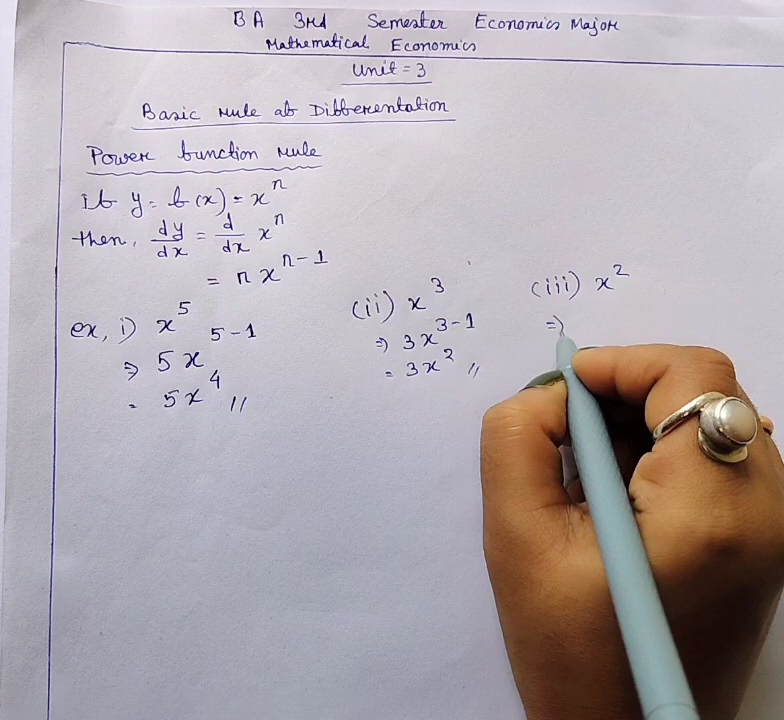 BA 3rd Semester Economics Major
Mathematical Economics
Unit = 3
Basic rule of Differentation
Power function rule
if y = f(x) = x^n
then, dy/dx = d/dx x^n
= n x^{n-1}
ex, i) x^5
⇒ 5x^{5-1}
= 5x^4 //
(ii) x^3
⇒ 3x^{3-1}
= 3x^2 //
(iii) x^2
⇒